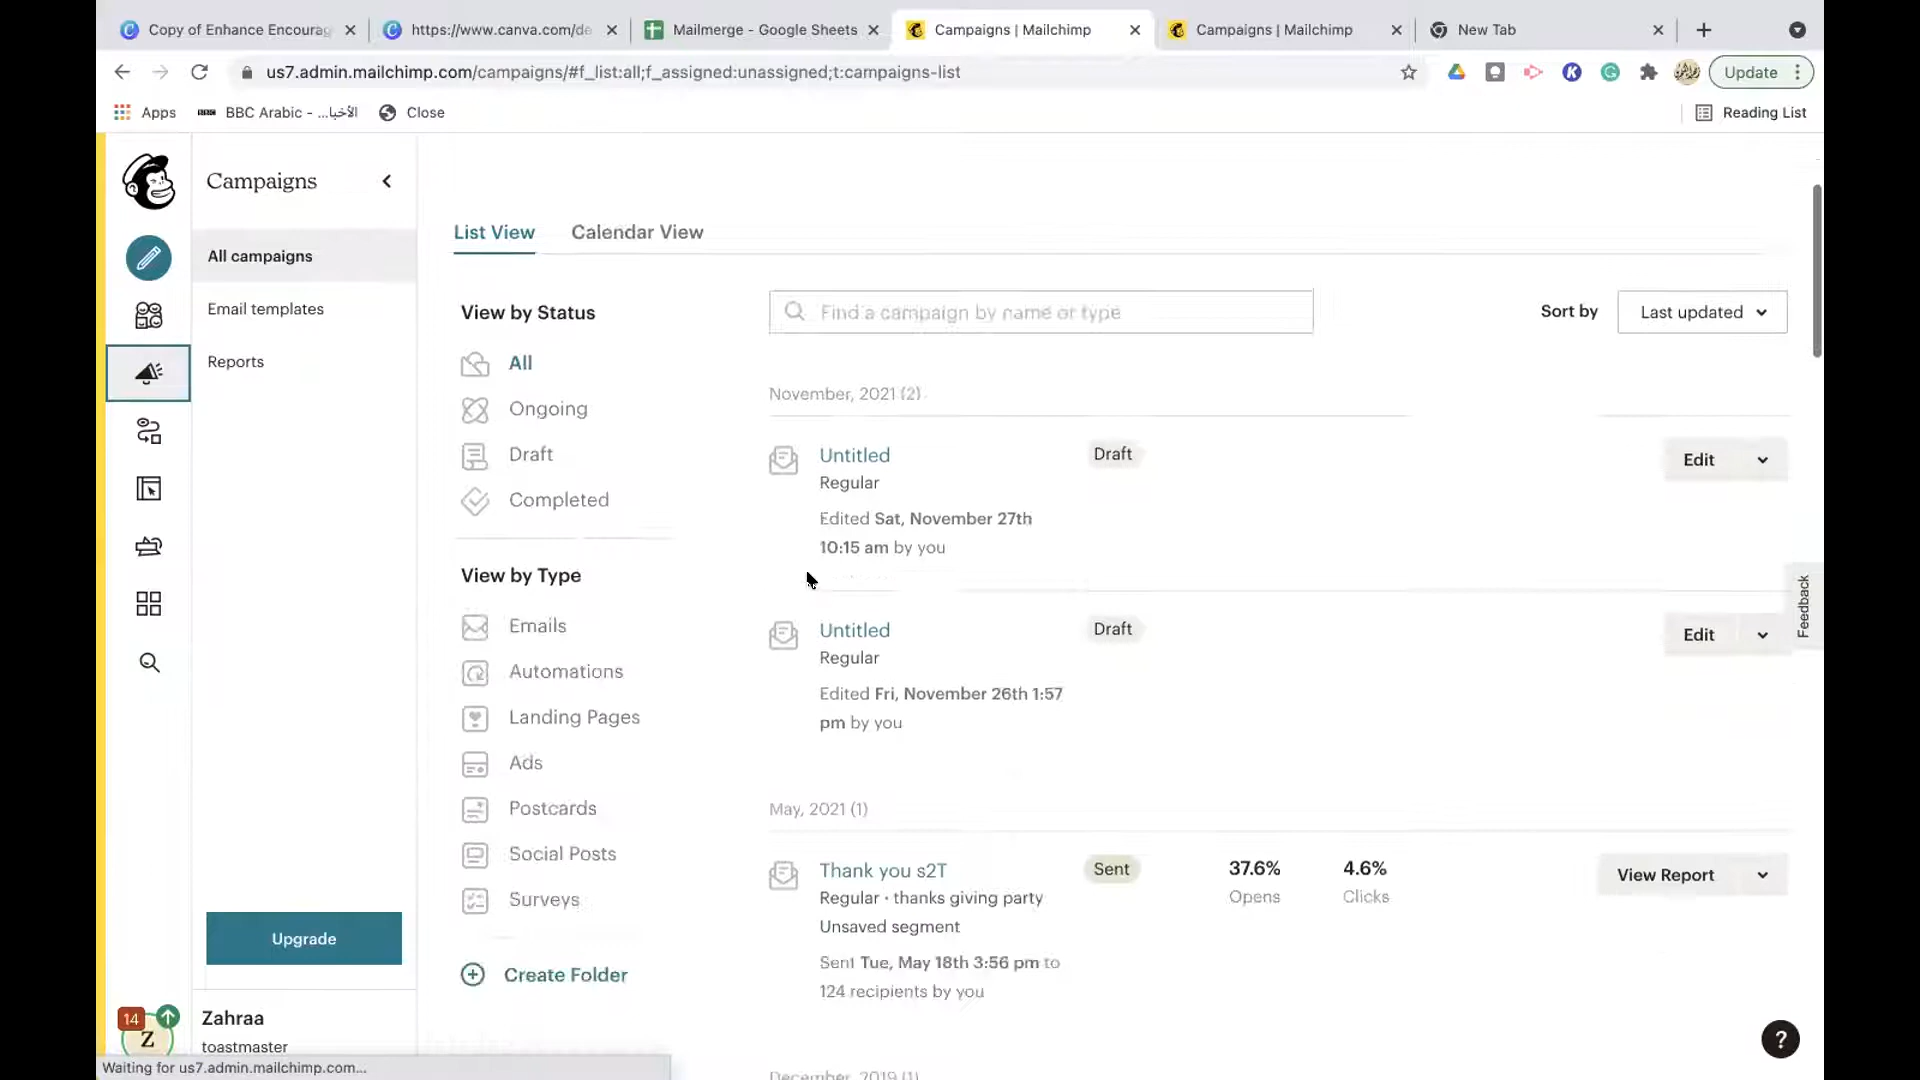 Copy of Enhance Encourag
https://www.canva.com/de
Mailmerge - Google Sheets
Campaigns | Mailchimp
Campaigns | Mailchimp
New Tab
us7.admin.mailchimp.com/campaigns/#f_list:all;f_assigned:unassigned;t:campaigns-list
Update
Apps
BBC Arabic - ...الأخبا
Close
Reading List
Campaigns
All campaigns
Email templates
Reports
Upgrade
14
Z
Zahraa
toastmaster
Waiting for us7.admin.mailchimp.com...
List View
Calendar View
View by Status
All
Ongoing
Draft
Completed
View by Type
Emails
Automations
Landing Pages
Ads
Postcards
Social Posts
Surveys
Create Folder
Find a campaign by name or type
Sort by
Last updated
November, 2021 (2)
Untitled
Draft
Edit
Regular
Edited Sat, November 27th
10:15 am by you
Untitled
Draft
Edit
Regular
Edited Fri, November 26th 1:57
pm by you
May, 2021 (1)
Thank you s2T
Sent
37.6%
4.6%
View Report
Regular · thanks giving party
Opens
Clicks
Unsaved segment
Sent Tue, May 18th 3:56 pm to
124 recipients by you
December, 2019 (1)
Feedback
?